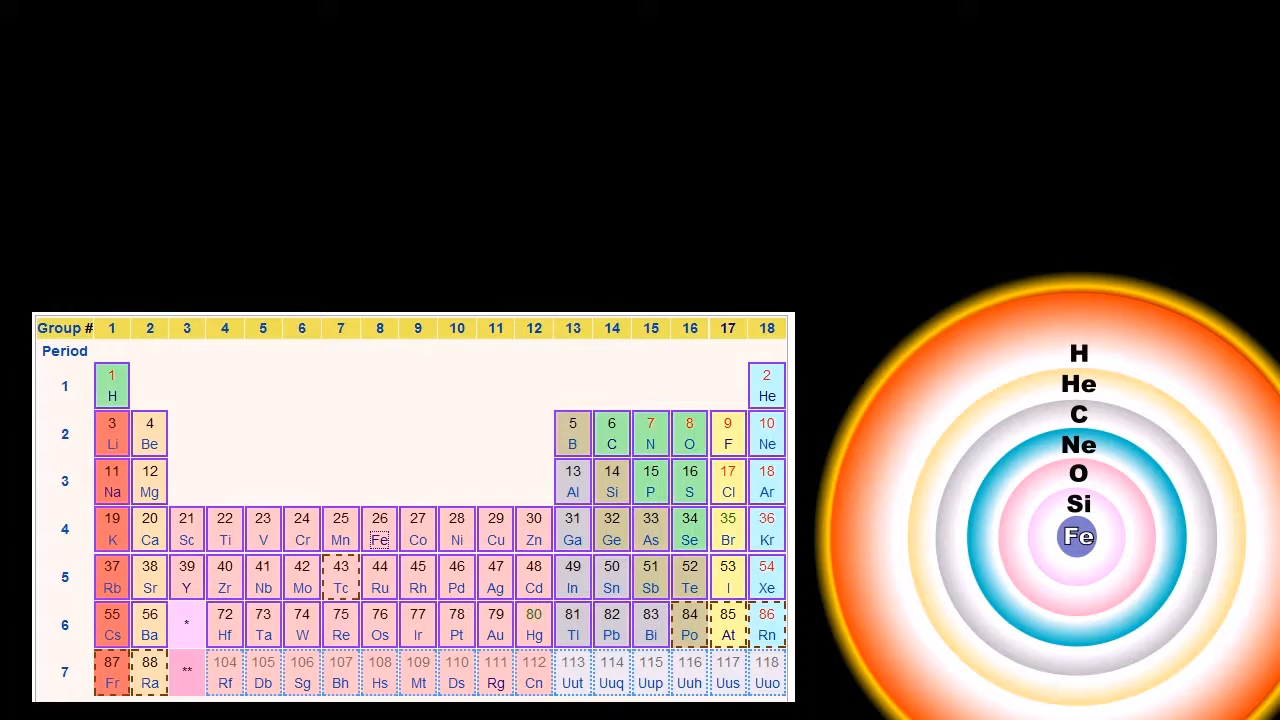 Group # 1 2 3 4 5 6 7 8 9 10 11 12 13 14 15 16 17 18
Period
1 1 2
H He
2 3 4 5 6 7 8 9 10
Li Be B C N O F Ne
3 11 12 13 14 15 16 17 18
Na Mg Al Si P S Cl Ar
4 19 20 21 22 23 24 25 26 27 28 29 30 31 32 33 34 35 36
K Ca Sc Ti V Cr Mn Fe Co Ni Cu Zn Ga Ge As Se Br Kr
5 37 38 39 40 41 42 43 44 45 46 47 48 49 50 51 52 53 54
Rb Sr Y Zr Nb Mo Tc Ru Rh Pd Ag Cd In Sn Sb Te I Xe
6 55 56 * 72 73 74 75 76 77 78 79 80 81 82 83 84 85 86
Cs Ba Hf Ta W Re Os Ir Pt Au Hg Tl Pb Bi Po At Rn
7 87 88 ** 104 105 106 107 108 109 110 111 112 113 114 115 116 117 118
Fr Ra Rf Db Sg Bh Hs Mt Ds Rg Cn Uut Uuq Uup Uuh Uus Uuo
H
He
C
Ne
O
Si
Fe